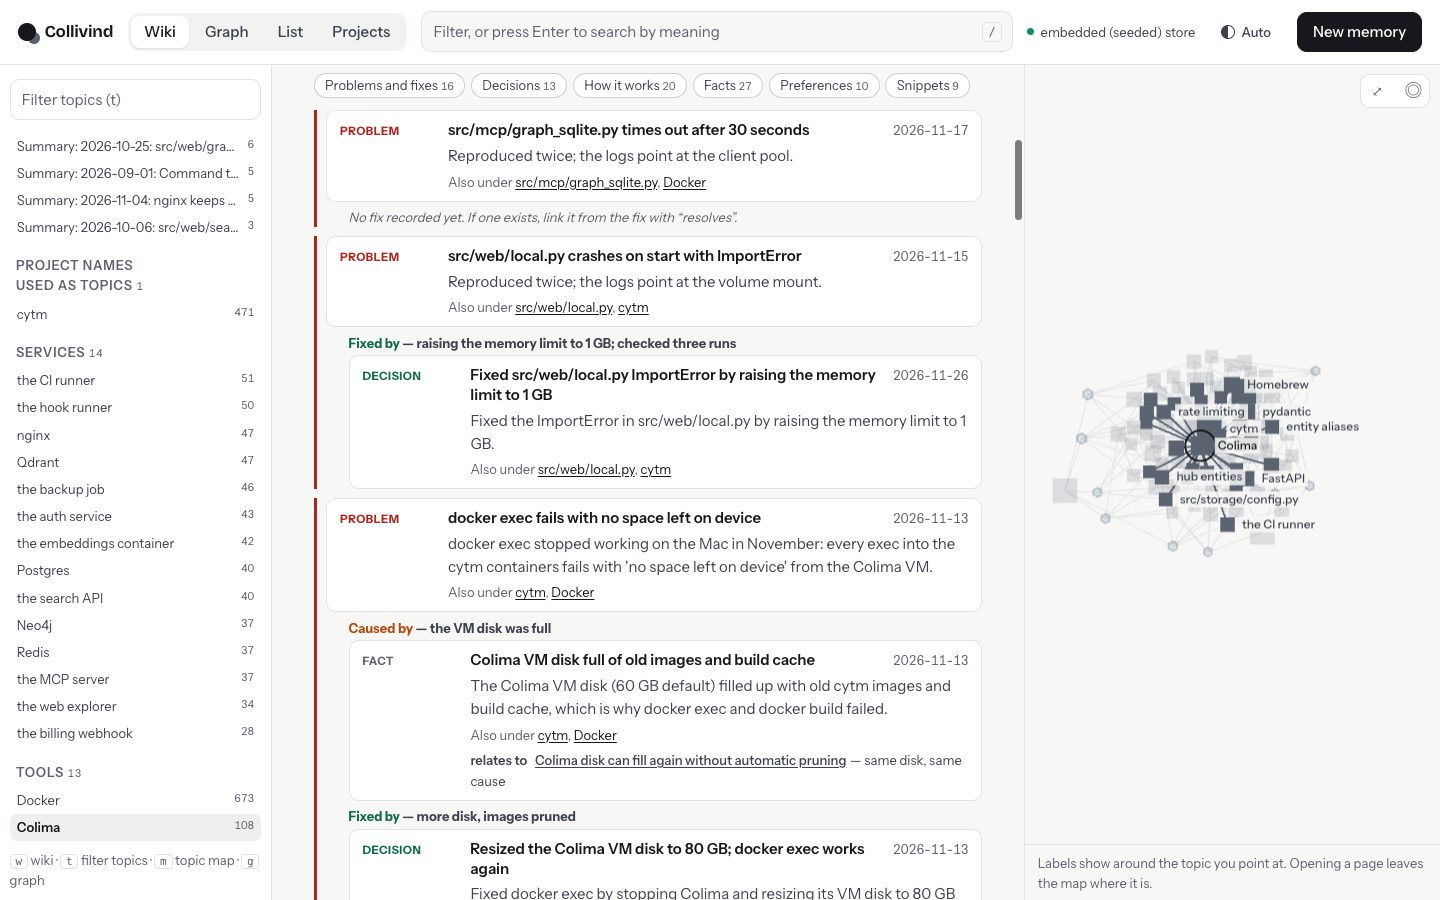 Collivind
Wiki
Graph
List
Projects
Filter, or press Enter to search by meaning
/
embedded (seeded) store
Auto
New memory
Filter topics (t)
Summary: 2026-10-25: src/web/gra... 6
Summary: 2026-09-01: Command t... 5
Summary: 2026-11-04: nginx keeps ... 5
Summary: 2026-10-06: src/web/sea... 3
PROJECT NAMES
USED AS TOPICS 1
cytm 471
SERVICES 14
the CI runner 51
the hook runner 50
nginx 47
Qdrant 47
the backup job 46
the auth service 43
the embeddings container 42
Postgres 40
the search API 40
Neo4j 37
Redis 37
the MCP server 37
the web explorer 34
the billing webhook 28
TOOLS 13
Docker 673
Colima 108
w wiki · t filter topics · m topic map · g
graph
Problems and fixes 16
Decisions 13
How it works 20
Facts 27
Preferences 10
Snippets 9
PROBLEM
src/mcp/graph_sqlite.py times out after 30 seconds
2026-11-17
Reproduced twice; the logs point at the client pool.
Also under src/mcp/graph_sqlite.py, Docker
No fix recorded yet. If one exists, link it from the fix with “resolves”.
PROBLEM
src/web/local.py crashes on start with ImportError
2026-11-15
Reproduced twice; the logs point at the volume mount.
Also under src/web/local.py, cytm
Fixed by — raising the memory limit to 1 GB; checked three runs
DECISION
Fixed src/web/local.py ImportError by raising the memory
limit to 1 GB
2026-11-26
Fixed the ImportError in src/web/local.py by raising the memory limit to 1
GB.
Also under src/web/local.py, cytm
PROBLEM
docker exec fails with no space left on device
2026-11-13
docker exec stopped working on the Mac in November: every exec into the
cytm containers fails with 'no space left on device' from the Colima VM.
Also under cytm, Docker
Caused by — the VM disk was full
FACT
Colima VM disk full of old images and build cache
2026-11-13
The Colima VM disk (60 GB default) filled up with old cytm images and
build cache, which is why docker exec and docker build failed.
Also under cytm, Docker
relates to Colima disk can fill again without automatic pruning — same disk, same
cause
Fixed by — more disk, images pruned
DECISION
Resized the Colima VM disk to 80 GB; docker exec works
again
2026-11-13
Fixed docker exec by stopping Colima and resizing its VM disk to 80 GB
Homebrew
rate limiting
pydantic
cytm
entity aliases
Colima
hub entities
FastAPI
src/storage/config.py
the CI runner
Labels show around the topic you point at. Opening a page leaves
the map where it is.